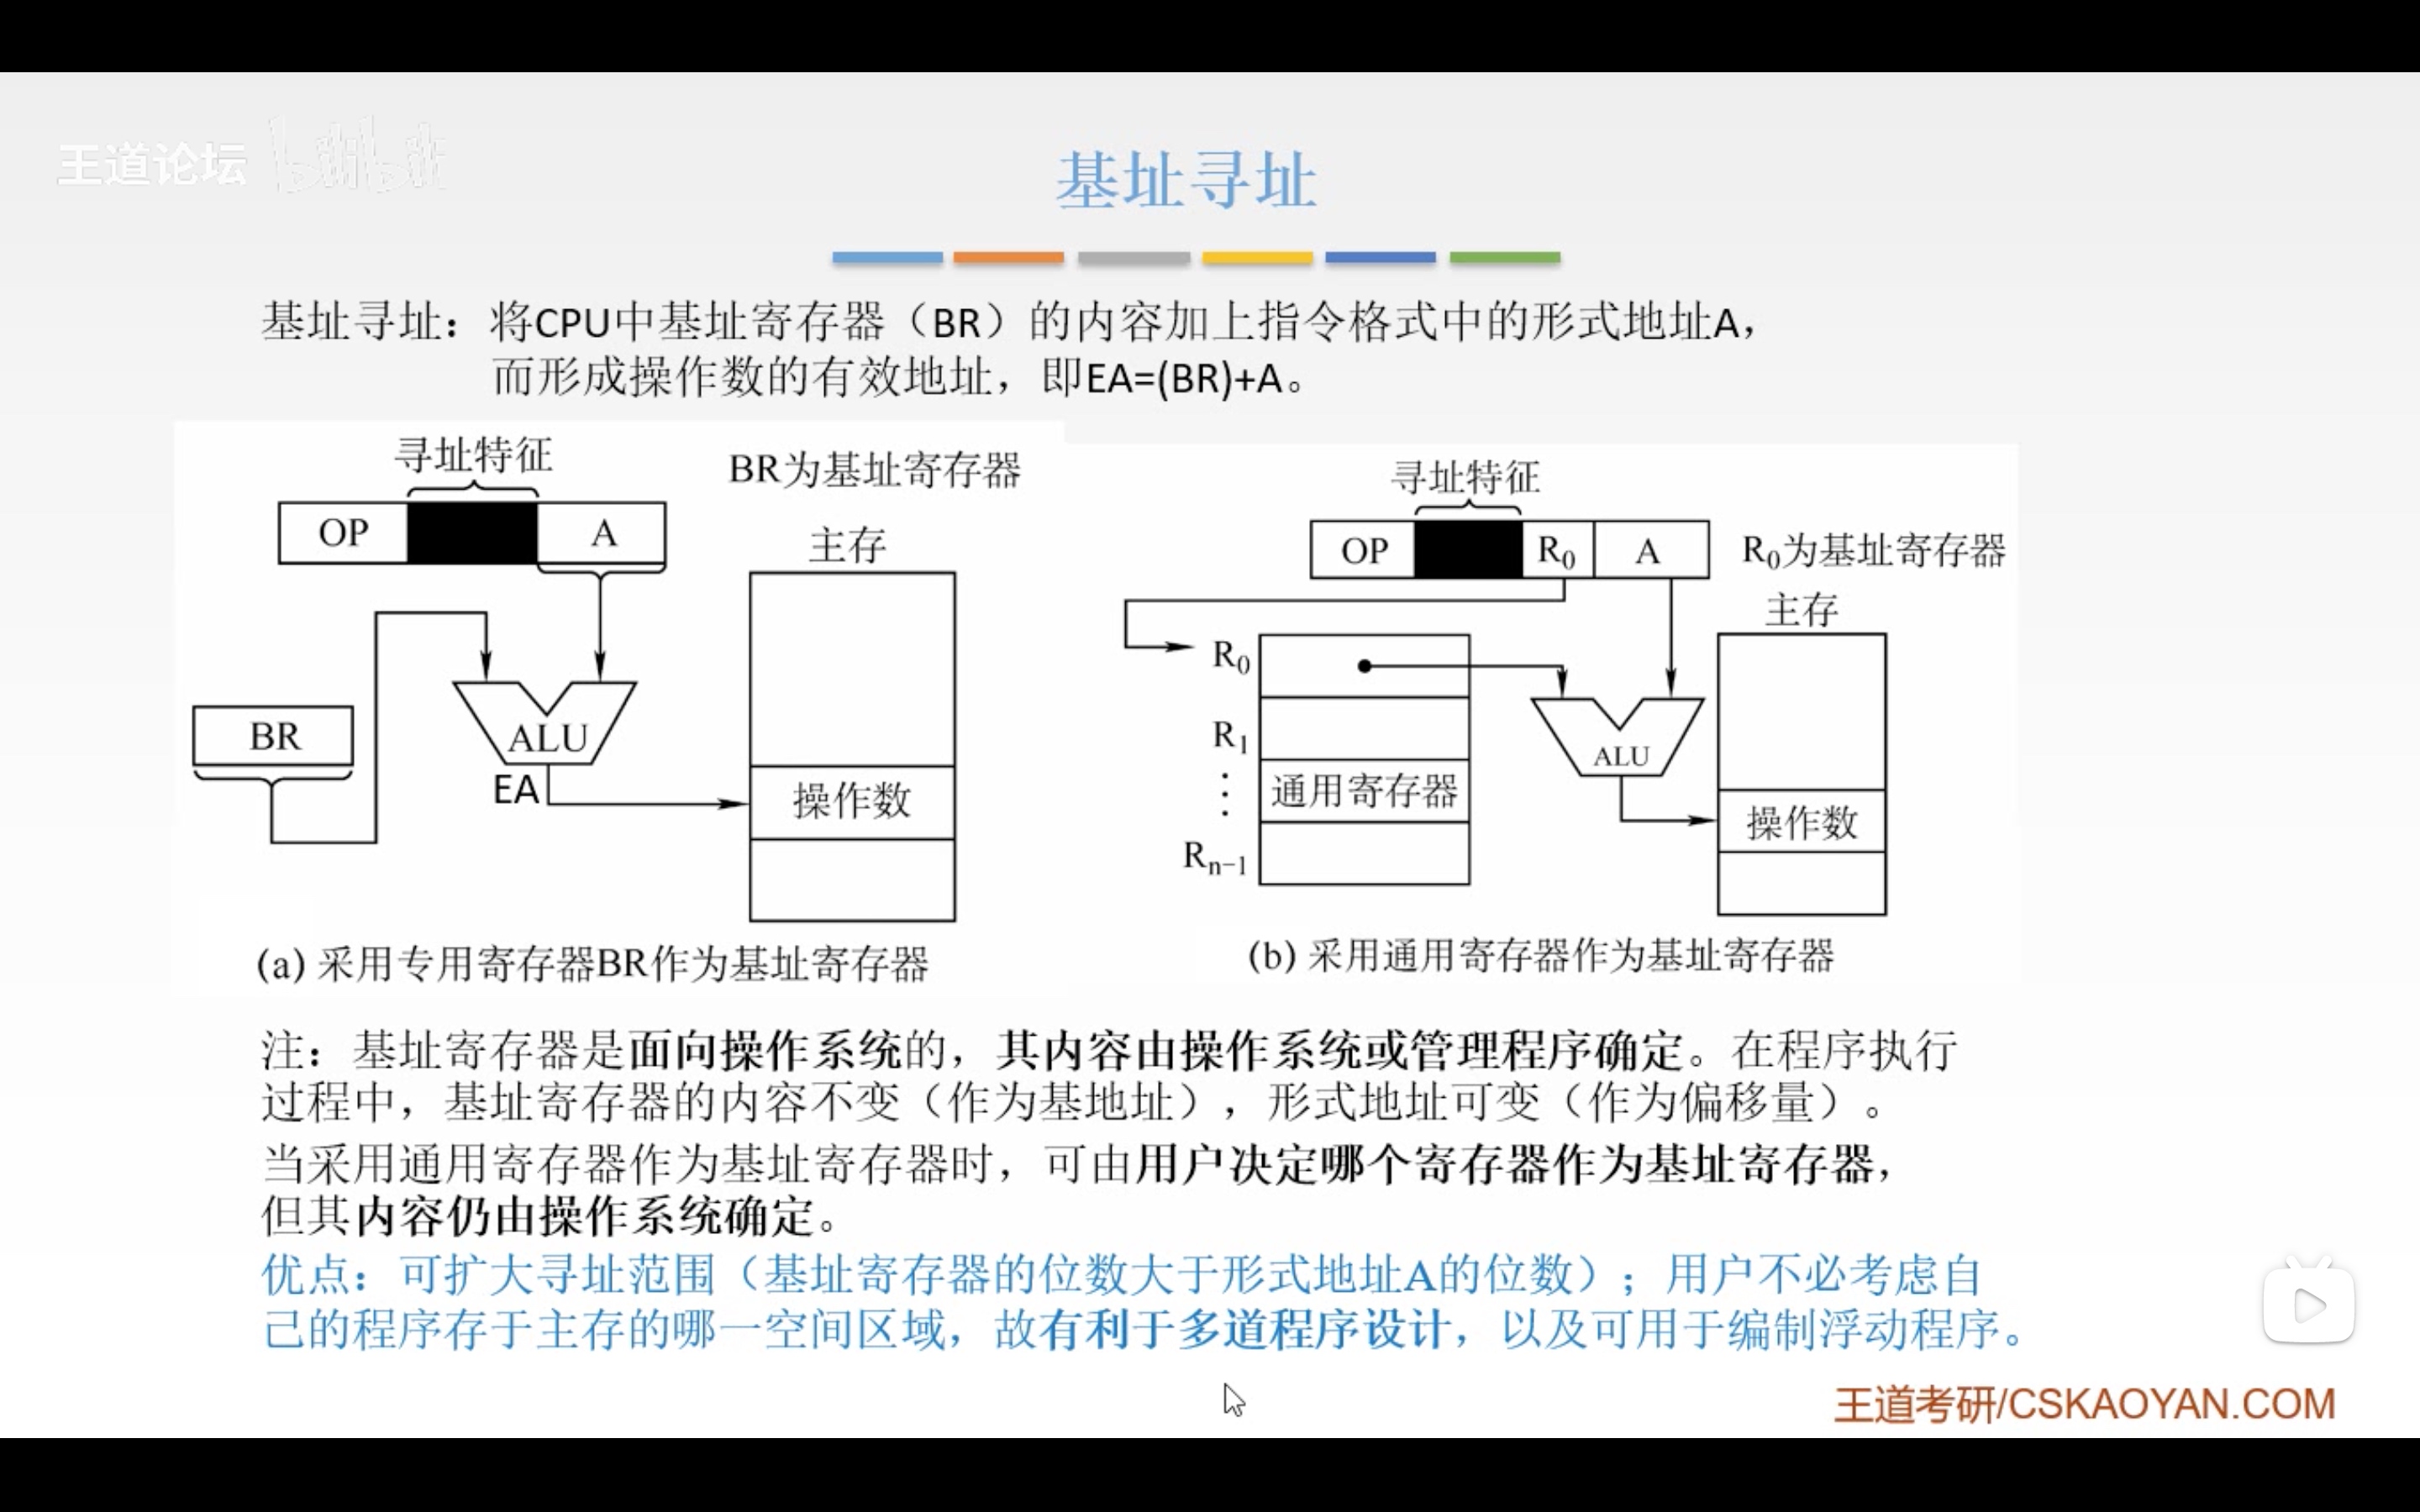 王道论坛 bilibili
基址寻址
基址寻址：将CPU中基址寄存器（BR）的内容加上指令格式中的形式地址A，
而形成操作数的有效地址，即EA=(BR)+A。
寻址特征
BR为基址寄存器
OP
A
主存
BR
ALU
EA
操作数
(a) 采用专用寄存器BR作为基址寄存器
寻址特征
OP
R₀
A
R₀为基址寄存器
主存
R₀
R₁
⋮
通用寄存器
Rₙ₋₁
ALU
操作数
(b) 采用通用寄存器作为基址寄存器
注：基址寄存器是面向操作系统的，其内容由操作系统或管理程序确定。在程序执行
过程中，基址寄存器的内容不变（作为基地址），形式地址可变（作为偏移量）。
当采用通用寄存器作为基址寄存器时，可由用户决定哪个寄存器作为基址寄存器，
但其内容仍由操作系统确定。
优点：可扩大寻址范围（基址寄存器的位数大于形式地址A的位数）；用户不必考虑自
己的程序存于主存的哪一空间区域，故有利于多道程序设计，以及可用于编制浮动程序。
王道考研/CSKAOYAN.COM